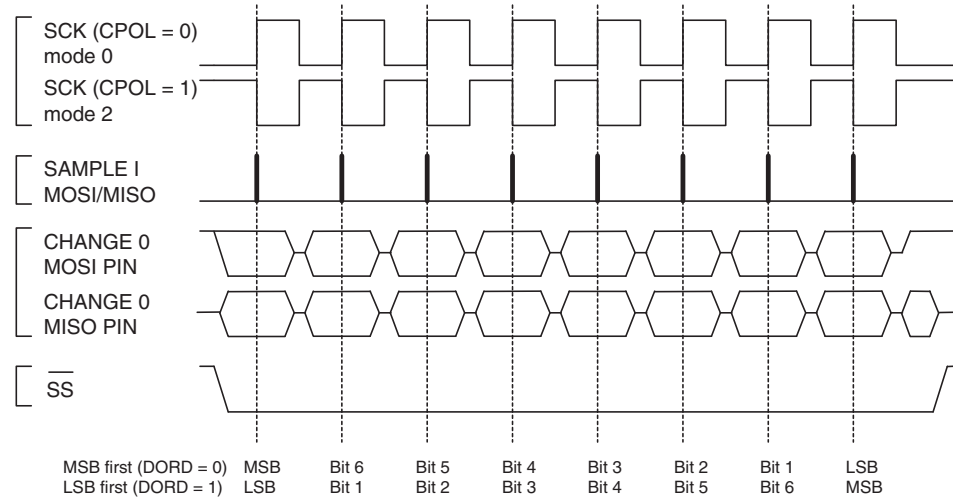 SCK (CPOL = 0)
mode 0
SCK (CPOL = 1)
mode 2
SAMPLE I
MOSI/MISO
CHANGE 0
MOSI PIN
CHANGE 0
MISO PIN
SS
MSB first (DORD = 0) MSB Bit 6 Bit 5 Bit 4 Bit 3 Bit 2 Bit 1 LSB
LSB first (DORD = 1) LSB Bit 1 Bit 2 Bit 3 Bit 4 Bit 5 Bit 6 MSB